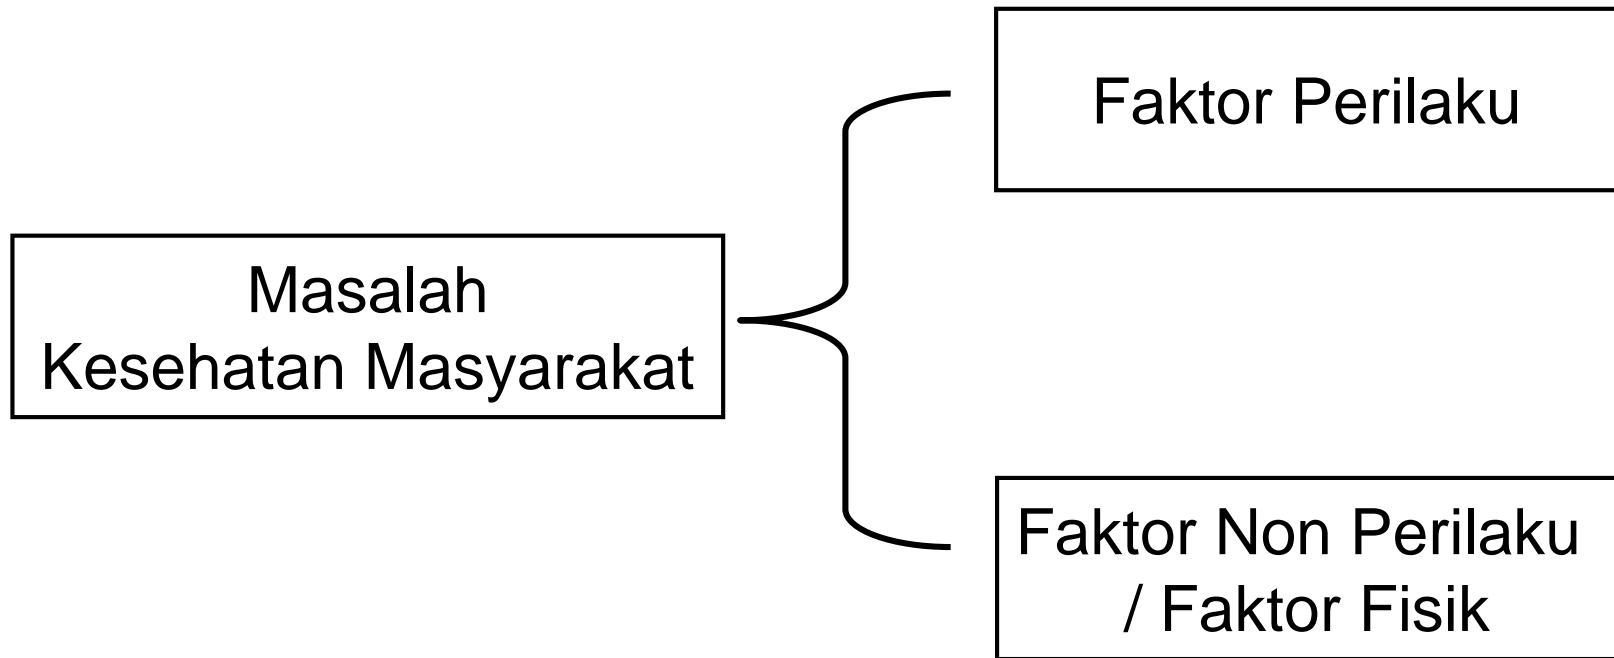 Faktor Perilaku
Masalah
Kesehatan Masyarakat
Faktor Non Perilaku
/ Faktor Fisik